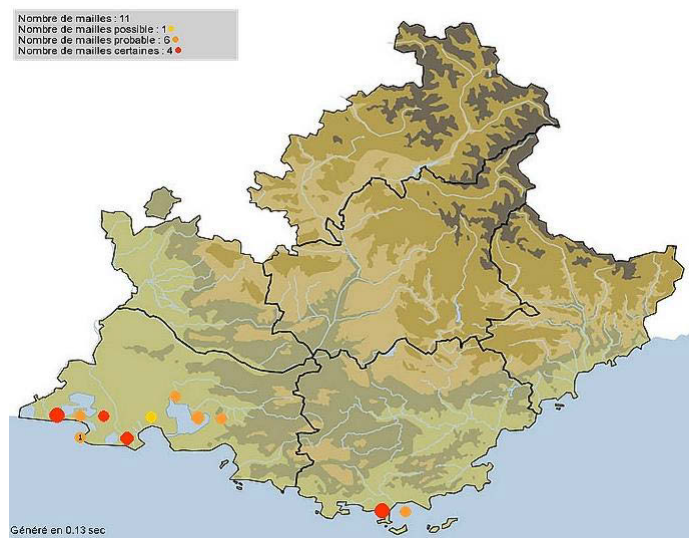 Nombre de mailles : 11
Nombre de mailles possible : 1
Nombre de mailles probable : 6
Nombre de mailles certaines : 4
1
Généré en 0.13 sec